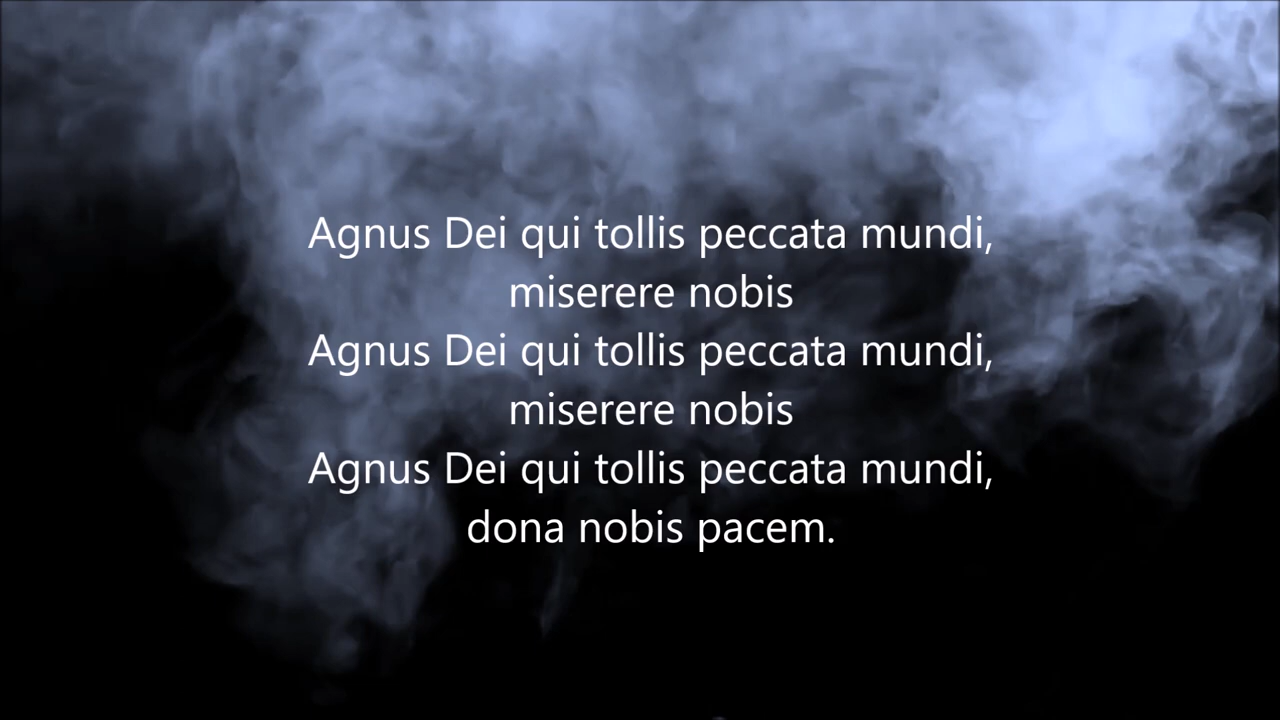 Agnus Dei qui tollis peccata mundi,
miserere nobis
Agnus Dei qui tollis peccata mundi,
miserere nobis
Agnus Dei qui tollis peccata mundi,
dona nobis pacem.